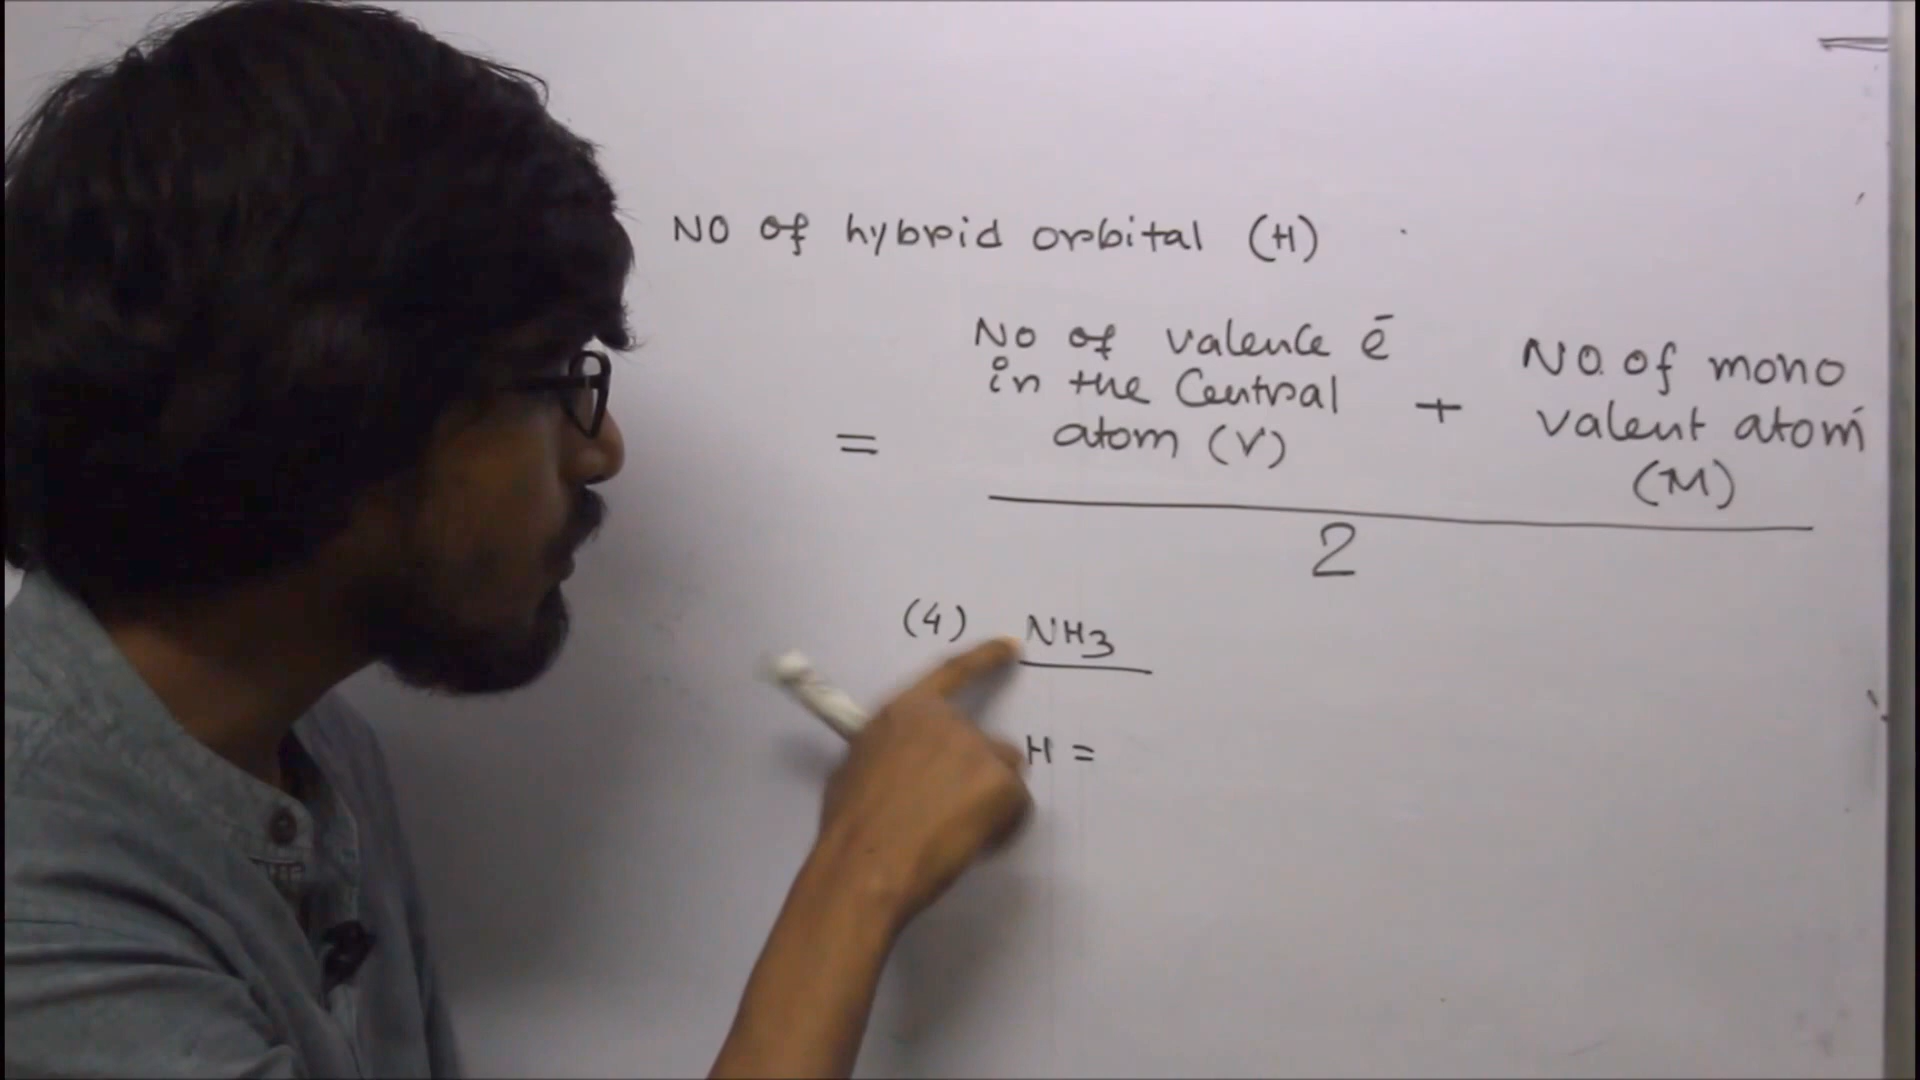 NO of hybrid orbital (H)
No of valence ē
in the Central
atom (V)
+
NO. of mono
valent atom
(M)
=
2
(4) NH3
H =